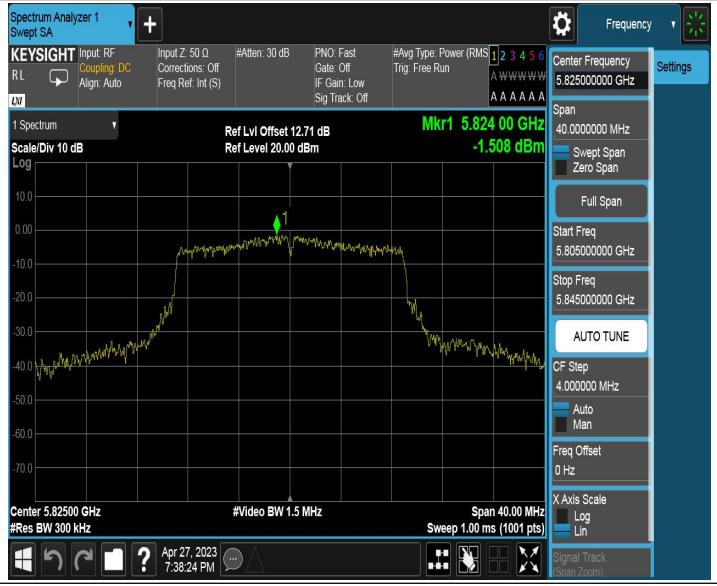 Spectrum Analyzer 1
Swept SA
+
Frequency
KEYSIGHT
RL
LXI
Input: RF
Coupling: DC
Align: Auto
Input Z: 50 Ω
Corrections: Off
Freq Ref: Int (S)
#Atten: 30 dB
PNO: Fast
Gate: Off
IF Gain: Low
Sig Track: Off
#Avg Type: Power (RMS
Trig: Free Run
1 2 3 4 5 6
A W W W W W
A A A A A A
1 Spectrum
Scale/Div 10 dB
Log
Ref Lvl Offset 12.71 dB
Ref Level 20.00 dBm
Mkr1 5.824 00 GHz
-1.508 dBm
1
10.0
0.00
-10.0
-20.0
-30.0
-40.0
-50.0
-60.0
-70.0
Center 5.82500 GHz
#Video BW 1.5 MHz
Span 40.00 MHz
#Res BW 300 kHz
Sweep 1.00 ms (1001 pts)
Center Frequency
5.825000000 GHz
Settings
Span
40.0000000 MHz
Swept Span
Zero Span
Full Span
Start Freq
5.805000000 GHz
Stop Freq
5.845000000 GHz
AUTO TUNE
CF Step
4.000000 MHz
Auto
Man
Freq Offset
0 Hz
X Axis Scale
Log
Lin
Signal Track
(Span Zoom)
?
Apr 27, 2023
7:38:24 PM